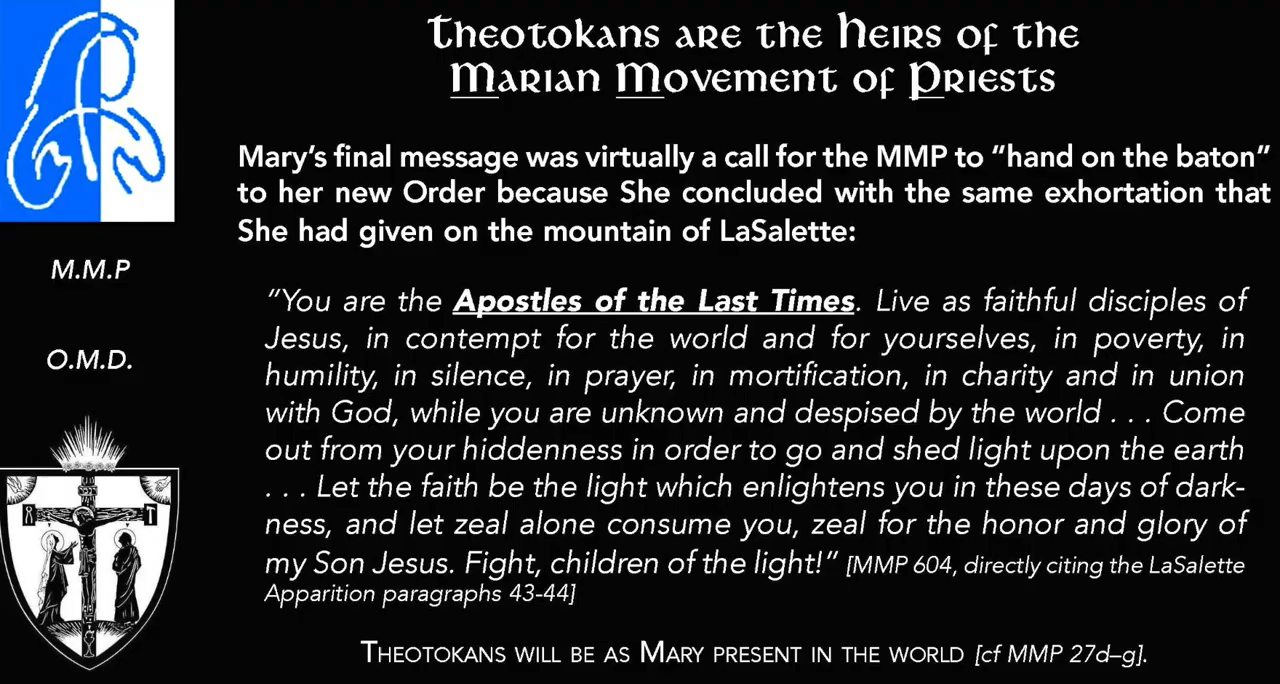 Theotokans are the Heirs of the
Marian Movement of Priests
Mary’s final message was virtually a call for the MMP to “hand on the baton”
to her new Order because She concluded with the same exhortation that
She had given on the mountain of LaSalette:
M.M.P
O.M.D.
“You are the Apostles of the Last Times. Live as faithful disciples of
Jesus, in contempt for the world and for yourselves, in poverty, in
humility, in silence, in prayer, in mortification, in charity and in union
with God, while you are unknown and despised by the world . . . Come
out from your hiddenness in order to go and shed light upon the earth
. . . Let the faith be the light which enlightens you in these days of dark-
ness, and let zeal alone consume you, zeal for the honor and glory of
my Son Jesus. Fight, children of the light!” [MMP 604, directly citing the LaSalette
Apparition paragraphs 43-44]
Theotokans will be as Mary present in the world [cf MMP 27d–g].